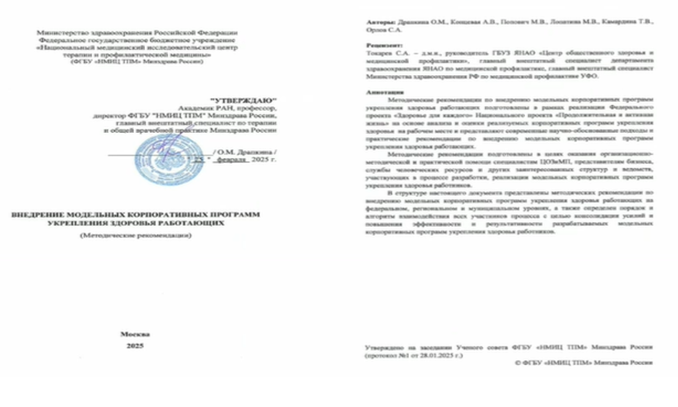 Министерство здравоохранения Российской Федерации
Федеральное государственное бюджетное учреждение
«Национальный медицинский исследовательский центр
терапии и профилактической медицины»
(ФГБУ «НМИЦ ТПМ» Минздрава России)
"УТВЕРЖДАЮ"
Академик РАН, профессор,
директор ФГБУ "НМИЦ ТПМ" Минздрава России,
главный внештатный специалист по терапии
и общей врачебной практике Минздрава России
/ О.М. Драпкина /
февраля 2025 г.
ВНЕДРЕНИЕ МОДЕЛЬНЫХ КОРПОРАТИВНЫХ ПРОГРАММ
УКРЕПЛЕНИЯ ЗДОРОВЬЯ РАБОТАЮЩИХ
(Методические рекомендации)
Москва
2025
Авторы: Драпкина О.М., Концевая А.В., Попович М.В., Лопатина М.В., Камардина Т.В.,
Орлов С.А.
Рецензент:
Токарев С.А. – д.м.н., руководитель ГБУЗ ЯНАО «Центр общественного здоровья и
медицинской профилактики», главный внештатный специалист департамента
здравоохранения ЯНАО по медицинской профилактике, главный внештатный специалист
Министерства здравоохранения РФ по медицинской профилактике УФО.
Аннотация
Методические рекомендации по внедрению модельных корпоративных программ
укрепления здоровья работающих подготовлены в рамках реализации Федерального
проекта «Здоровье для каждого» Национального проекта «Продолжительная и активная
жизнь» на основе анализа и оценки реализуемых корпоративных программ укрепления
здоровья на рабочем месте и представляют современные научно-обоснованные подходы и
практические рекомендации по внедрению модельных корпоративных программ
укрепления здоровья работающих.
Методические рекомендации подготовлены в целях оказания организационно-
методической и практической помощи специалистам ЦОЗиМП, представителям бизнеса,
службы человеческих ресурсов и других заинтересованных структур и ведомств,
участвующих в процессе разработки, реализации модельных корпоративных программ
укрепления здоровья работников.
В структуре настоящего документа представлены методические рекомендации по
внедрению модельных корпоративных программ укрепления здоровья работающих на
федеральном, региональном и муниципальном уровнях, а также определен порядок и
алгоритм взаимодействия всех участников процесса с целью консолидации усилий и
повышения эффективности и результативности разрабатываемых модельных
корпоративных программ укрепления здоровья работников.
Утверждено на заседании Ученого совета ФГБУ «НМИЦ ТПМ» Минздрава России
(протокол №1 от 28.01.2025 г.)
© ФГБУ «НМИЦ ТПМ» Минздрава России